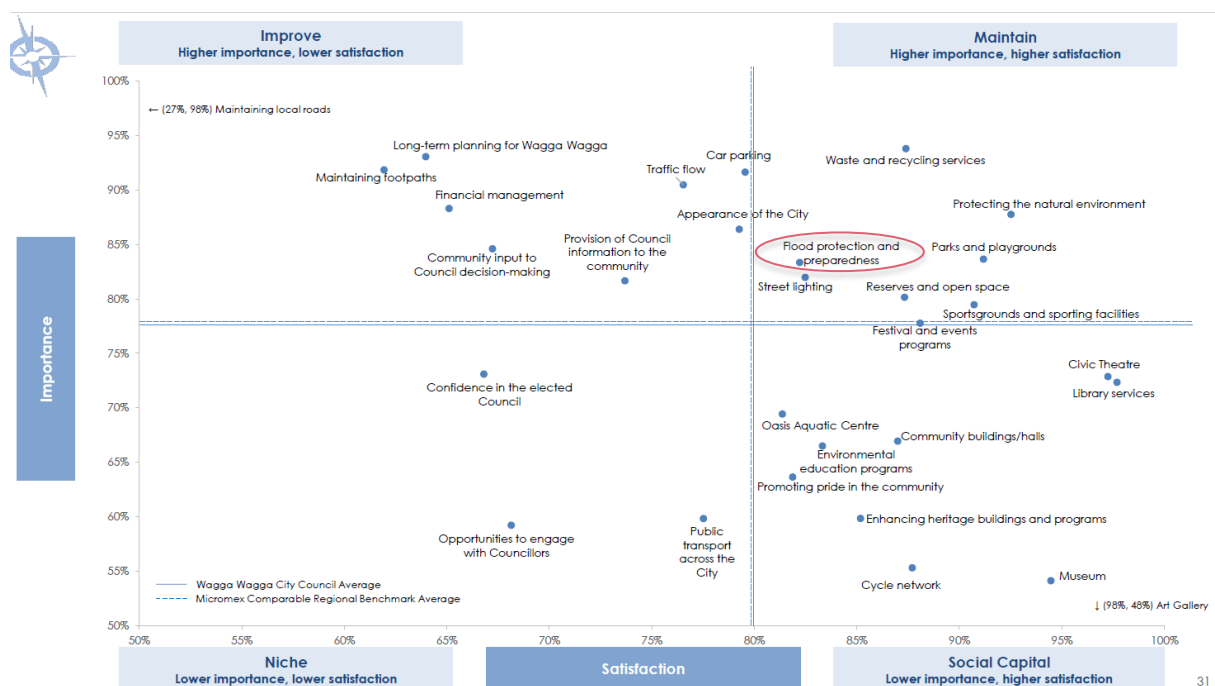 Improve
Higher importance, lower satisfaction
Maintain
Higher importance, higher satisfaction
100%
← (27%, 98%) Maintaining local roads
95%
Long-term planning for Wagga Wagga
Car parking
Waste and recycling services
Maintaining footpaths
Traffic flow
90%
Financial management
Protecting the natural environment
Appearance of the City
85%
Community input to
Council decision-making
Provision of Council
information to the
community
Flood protection and
preparedness
Parks and playgrounds
Street lighting
Reserves and open space
80%
Sportsgrounds and sporting facilities
Festival and events
programs
Importance
75%
Civic Theatre
Confidence in the elected
Council
Library services
70%
Oasis Aquatic Centre
Community buildings/halls
65%
Environmental
education programs
Promoting pride in the community
60%
Opportunities to engage
with Councillors
Public
transport
across the
City
Enhancing heritage buildings and programs
55%
Wagga Wagga City Council Average
Micromex Comparable Regional Benchmark Average
Cycle network
Museum
↓ (98%, 48%) Art Gallery
50%
50%
55%
60%
65%
70%
75%
80%
85%
90%
95%
100%
Niche
Lower importance, lower satisfaction
Satisfaction
Social Capital
Lower importance, higher satisfaction
31